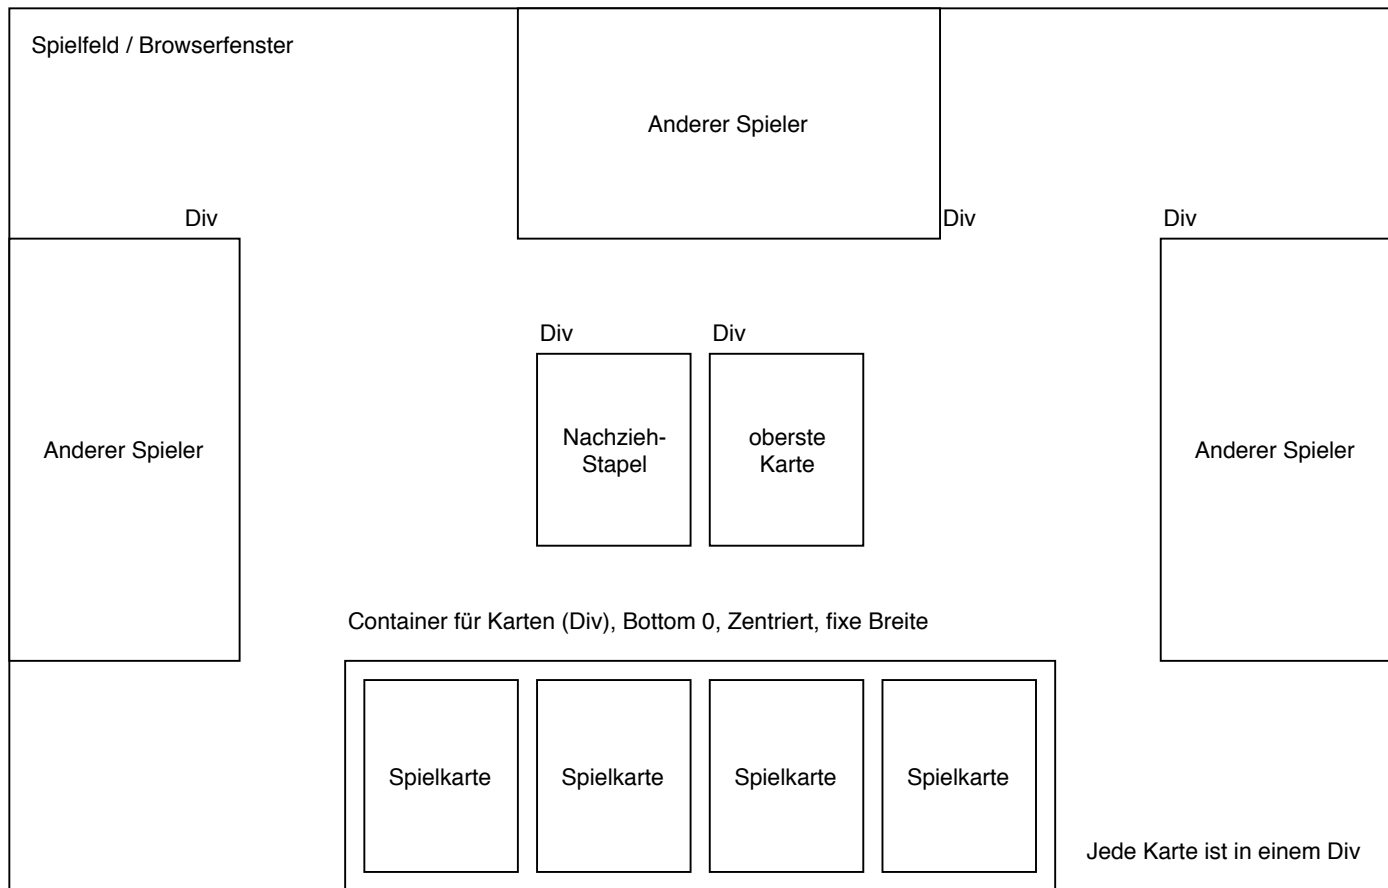 Spielfeld / Browserfenster
Anderer Spieler
Div
Div
Div
Div
Div
Anderer Spieler
Nachzieh-
Stapel
oberste
Karte
Anderer Spieler
Container für Karten (Div), Bottom 0, Zentriert, fixe Breite
Spielkarte
Spielkarte
Spielkarte
Spielkarte
Jede Karte ist in einem Div